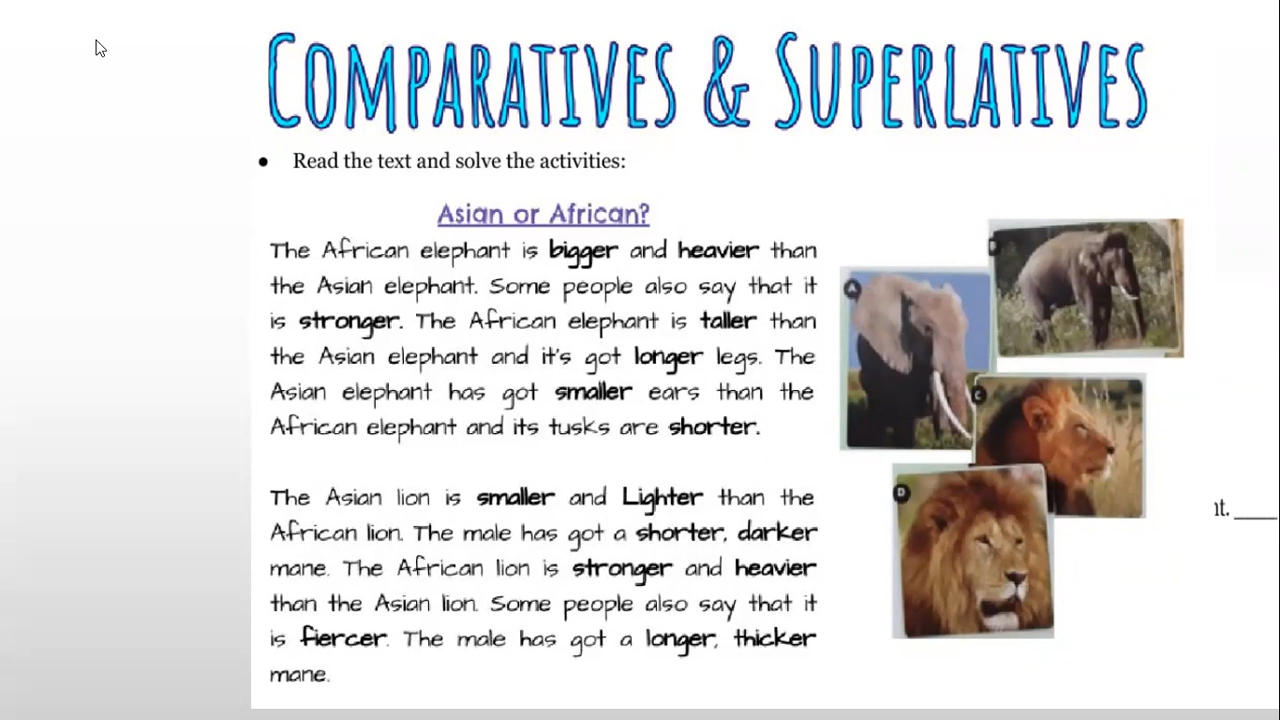 COMPARATIVES & SUPERLATIVES
● Read the text and solve the activities:
Asian or African?
The African elephant is bigger and heavier than
the Asian elephant. Some people also say that it
is stronger. The African elephant is taller than
the Asian elephant and it's got longer legs. The
Asian elephant has got smaller ears than the
African elephant and its tusks are shorter.
The Asian lion is smaller and Lighter than the
African lion. The male has got a shorter, darker
mane. The African lion is stronger and heavier
than the Asian lion. Some people also say that it
is fiercer. The male has got a longer, thicker
mane.
A
C
D